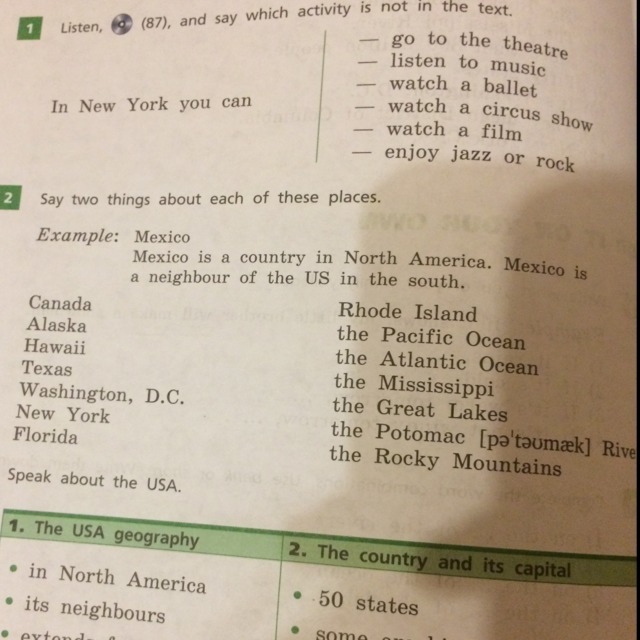 1 Listen, (87), and say which activity is not in the text.
In New York you can
— go to the theatre
— listen to music
— watch a ballet
— watch a circus show
— watch a film
— enjoy jazz or rock
2 Say two things about each of these places.
Example: Mexico
Mexico is a country in North America. Mexico is
a neighbour of the US in the south.
Canada
Alaska
Hawaii
Texas
Washington, D.C.
New York
Florida
Rhode Island
the Pacific Ocean
the Atlantic Ocean
the Mississippi
the Great Lakes
the Potomac [pə'təʊmæk] Rive
the Rocky Mountains
Speak about the USA.
1. The USA geography
• in North America
• its neighbours
2. The country and its capital
• 50 states
• some